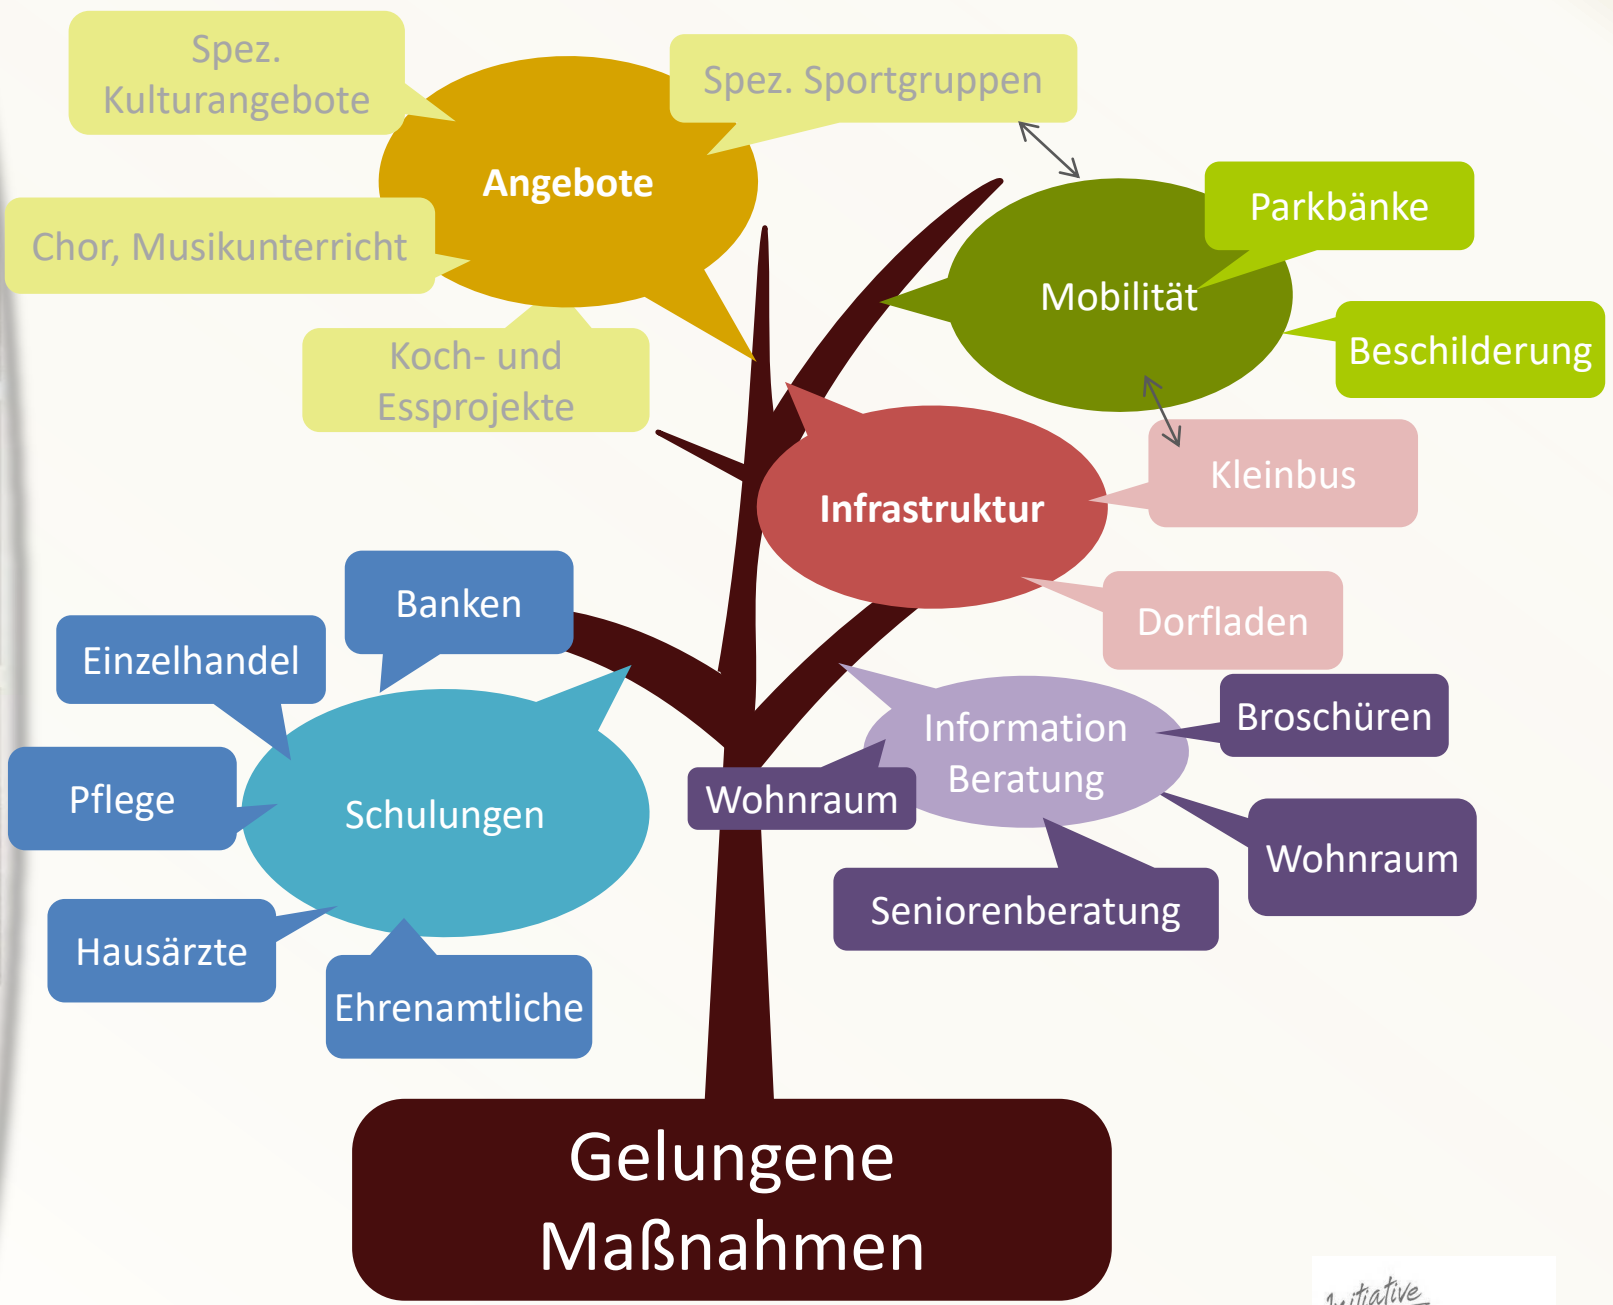 Spez.
Kulturangebote
Spez. Sportgruppen
Angebote
Chor, Musikunterricht
Koch- und
Essprojekte
Parkbänke
Mobilität
Beschilderung
Kleinbus
Infrastruktur
Dorfladen
Banken
Einzelhandel
Pflege
Schulungen
Hausärzte
Ehrenamtliche
Information
Beratung
Broschüren
Wohnraum
Wohnraum
Seniorenberatung
Gelungene
Maßnahmen
Initiative